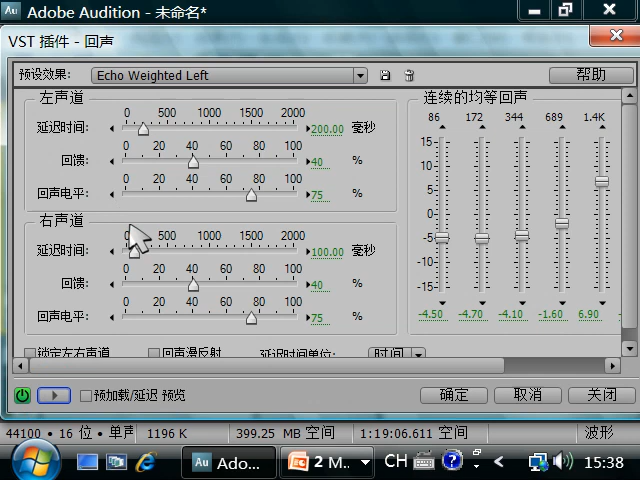 Adobe Audition - 未命名*
VST 插件 - 回声
预设效果: Echo Weighted Left 帮助
左声道
0 500 1000 1500 2000
延迟时间: 200.00 毫秒
0 20 40 60 80 100
回馈: 40 %
0 20 40 60 80 100
回声电平: 75 %
右声道
500 1000 1500 2000
延迟时间: 100.00 毫秒
0 20 40 60 80 100
回馈: 40 %
0 20 40 60 80 100
回声电平: 75 %
连续的均等回声
86 172 344 689 1.4K
15
10
5
0
-5
-10
-15
-4.50 -4.70 -4.10 -1.60 6.90
锁定左右声道 回声漫反射 延迟时间单位: 时间
预加载/延迟 预览 确定 取消 关闭
44100 • 16 位 • 单声 1196 K 399.25 MB 空间 1:19:06.611 空间 波形
Au Ado... 2 M... CH 15:38